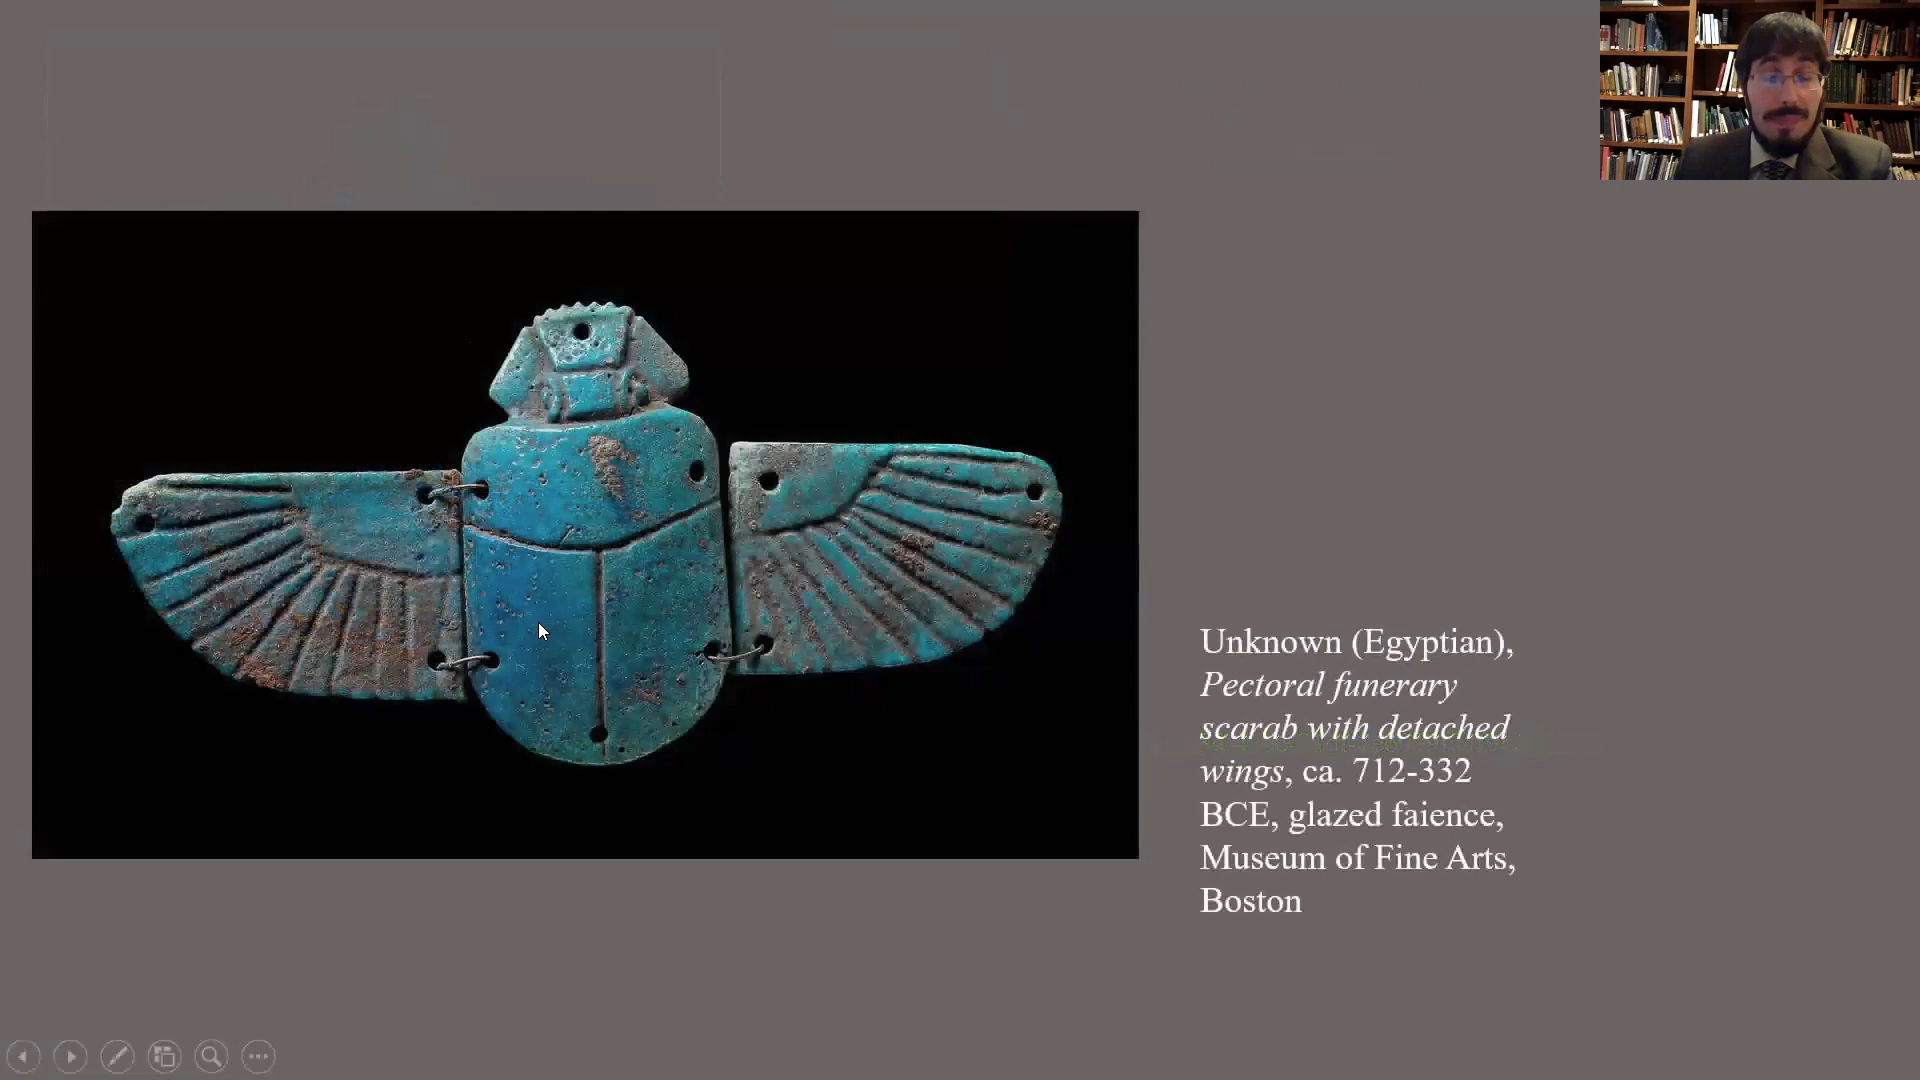 Unknown (Egyptian),
Pectoral funerary
scarab with detached
wings, ca. 712-332
BCE, glazed faience,
Museum of Fine Arts,
Boston